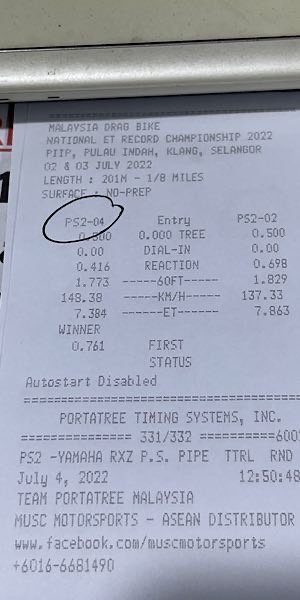 MALAYSIA DRAG BIKE
NATIONAL ET RECORD CHAMPIONSHIP 2022
PIIP, PULAU INDAH, KLANG, SELANGOR
02 & 03 JULY 2022
LENGTH : 201M - 1/8 MILES
SURFACE : NO-PREP
PS2-04 Entry PS2-02
0.500 0.000 TREE 0.500
0.00 DIAL-IN 0.00
0.416 REACTION 0.698
1.773 -----60FT----- 1.829
148.38 -----KM/H----- 137.33
7.384 ------ET------ 7.863
WINNER
0.761 FIRST
STATUS
Autostart Disabled
PORTATREE TIMING SYSTEMS, INC.
=============== 331/332 ==========600
PS2 -YAMAHA RXZ P.S. PIPE TTRL RND
July 4, 2022 12:50:48
TEAM PORTATREE MALAYSIA
MUSC MOTORSPORTS - ASEAN DISTRIBUTOR
www.facebook.com/muscmotorsports
+6016-6681490